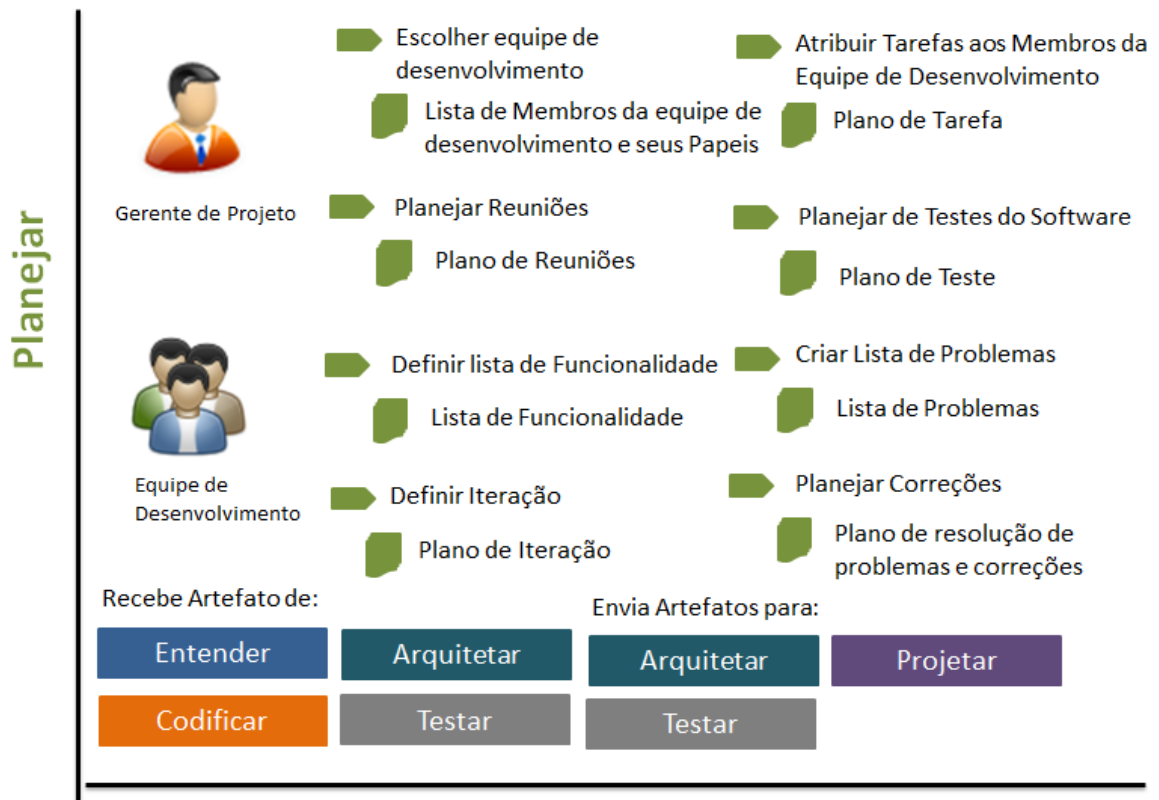 Planejar
Escolher equipe de
desenvolvimento
Lista de Membros da equipe de
desenvolvimento e seus Papeis
Atribuir Tarefas aos Membros da
Equipe de Desenvolvimento
Plano de Tarefa
Gerente de Projeto
Planejar Reuniões
Plano de Reuniões
Planejar de Testes do Software
Plano de Teste
Definir lista de Funcionalidade
Lista de Funcionalidade
Criar Lista de Problemas
Lista de Problemas
Equipe de
Desenvolvimento
Definir Iteração
Plano de Iteração
Planejar Correções
Plano de resolução de
problemas e correções
Recebe Artefato de:
Entender
Arquitetar
Codificar
Testar
Envia Artefatos para:
Arquitetar
Projetar
Testar